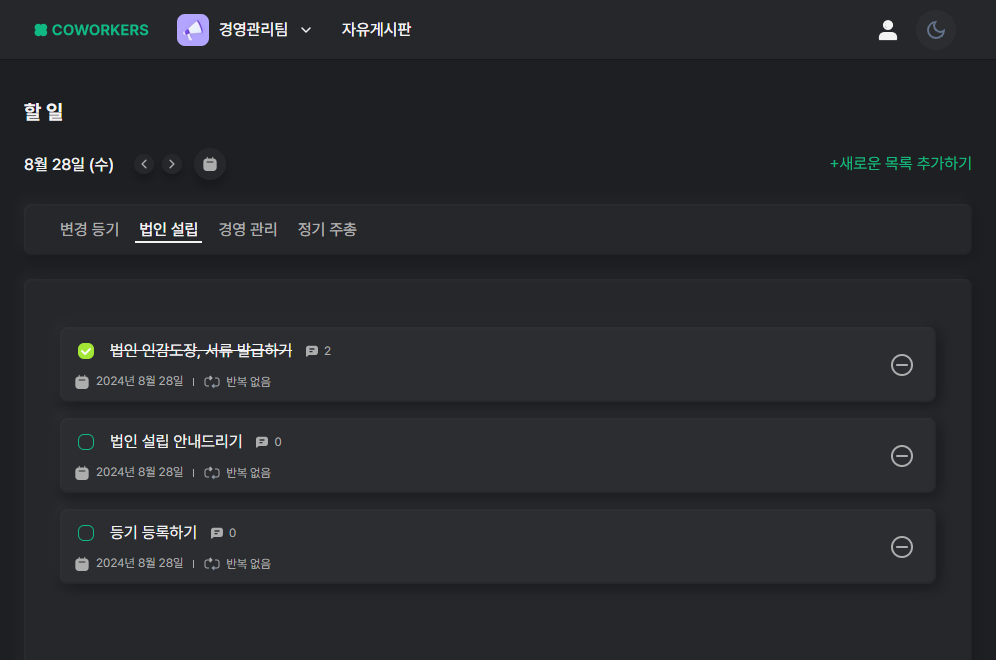 COWORKERS 경영관리팀 자유게시판
할 일
8월 28일 (수) +새로운 목록 추가하기
변경 등기 법인 설립 경영 관리 정기 주총
법인 인감도장, 서류 발급하기 2
2024년 8월 28일 반복 없음
법인 설립 안내드리기 0
2024년 8월 28일 반복 없음
등기 등록하기 0
2024년 8월 28일 반복 없음